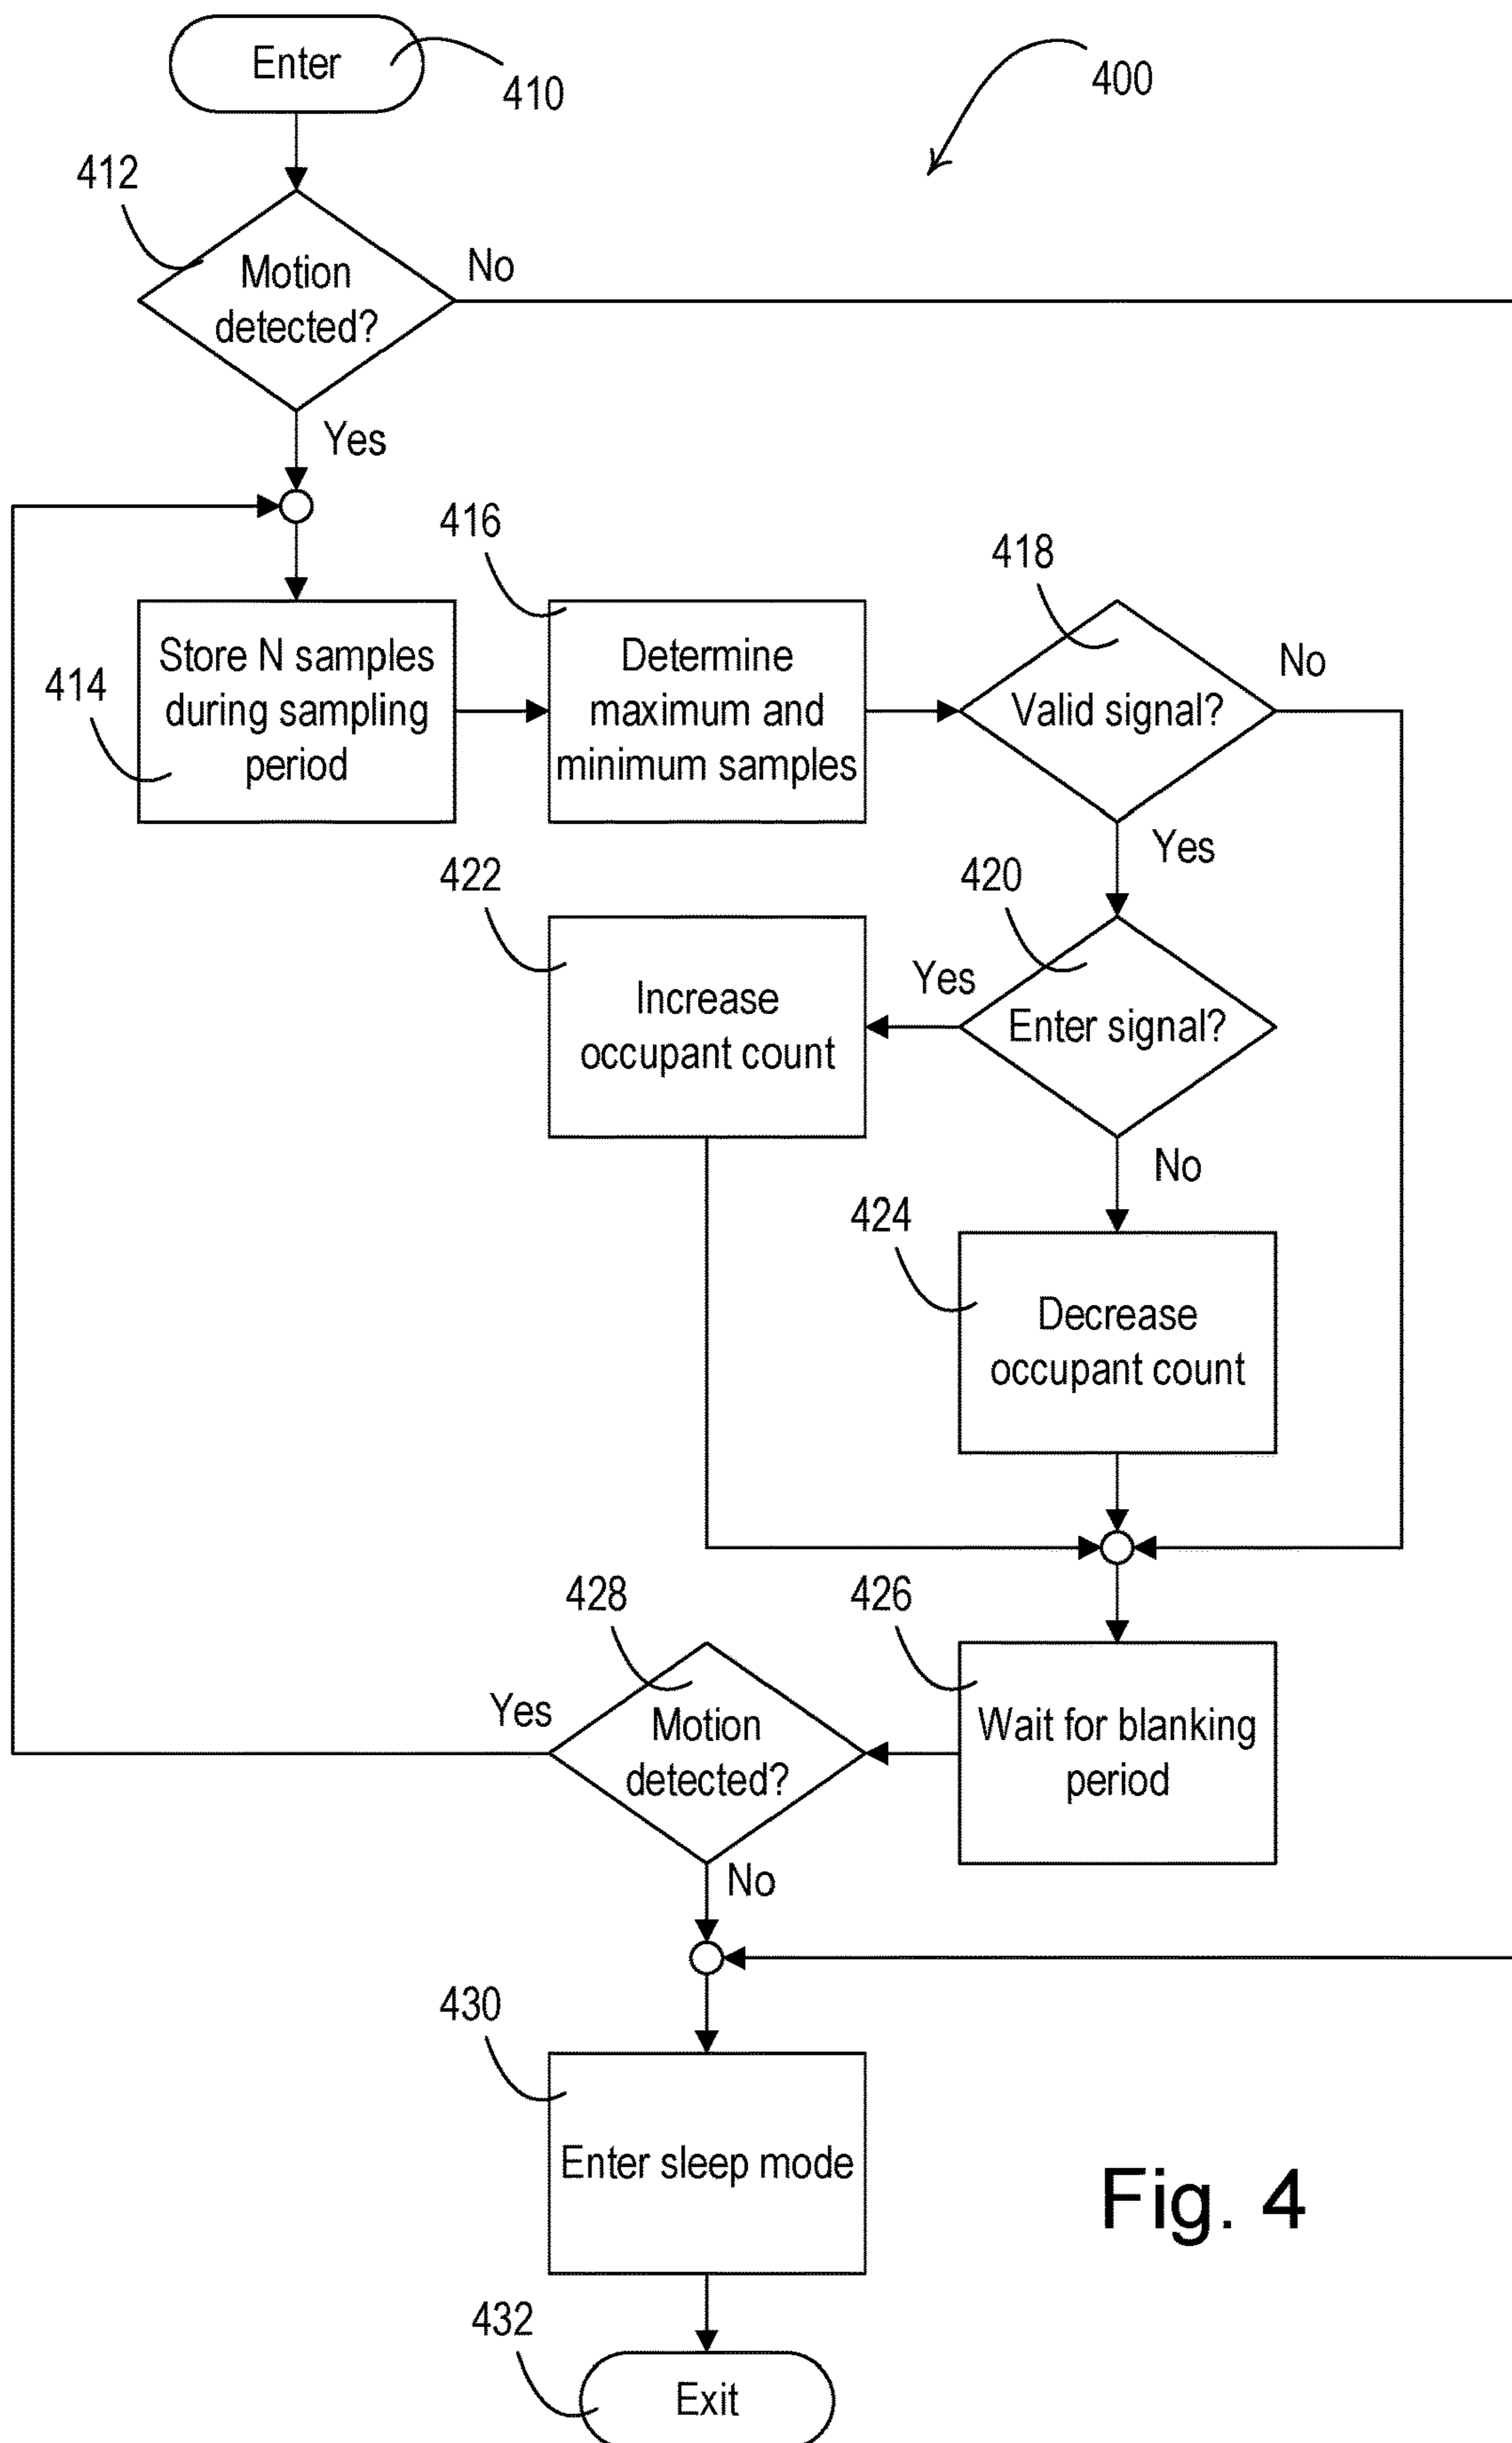 Enter
410
400
412
Motion
detected?
No
Yes
414
Store N samples
during sampling
period
416
Determine
maximum and
minimum samples
418
Valid signal?
No
Yes
420
Enter signal?
Yes
422
Increase
occupant count
No
424
Decrease
occupant count
426
Wait for blanking
period
428
Motion
detected?
Yes
No
430
Enter sleep mode
432
Exit
Fig. 4